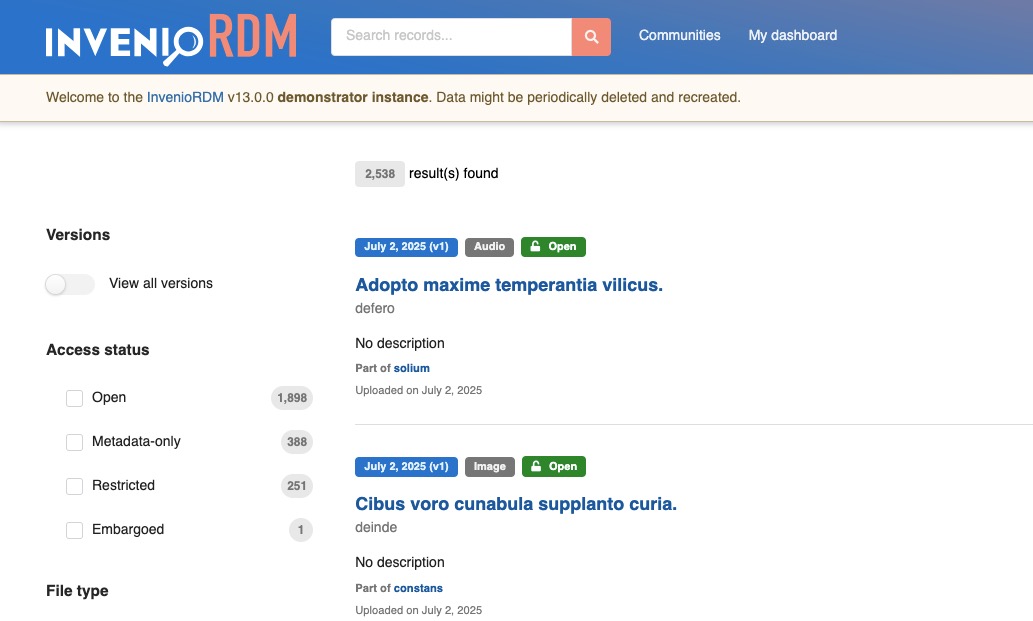 INVENIORDM
Search records...
Communities
My dashboard
Welcome to the InvenioRDM v13.0.0 demonstrator instance. Data might be periodically deleted and recreated.
2,538 result(s) found
Versions
View all versions
Access status
Open 1,898
Metadata-only 388
Restricted 251
Embargoed 1
File type
July 2, 2025 (v1) Audio Open
Adopto maxime temperantia vilicus.
defero
No description
Part of solium
Uploaded on July 2, 2025
July 2, 2025 (v1) Image Open
Cibus voro cunabula supplanto curia.
deinde
No description
Part of constans
Uploaded on July 2, 2025